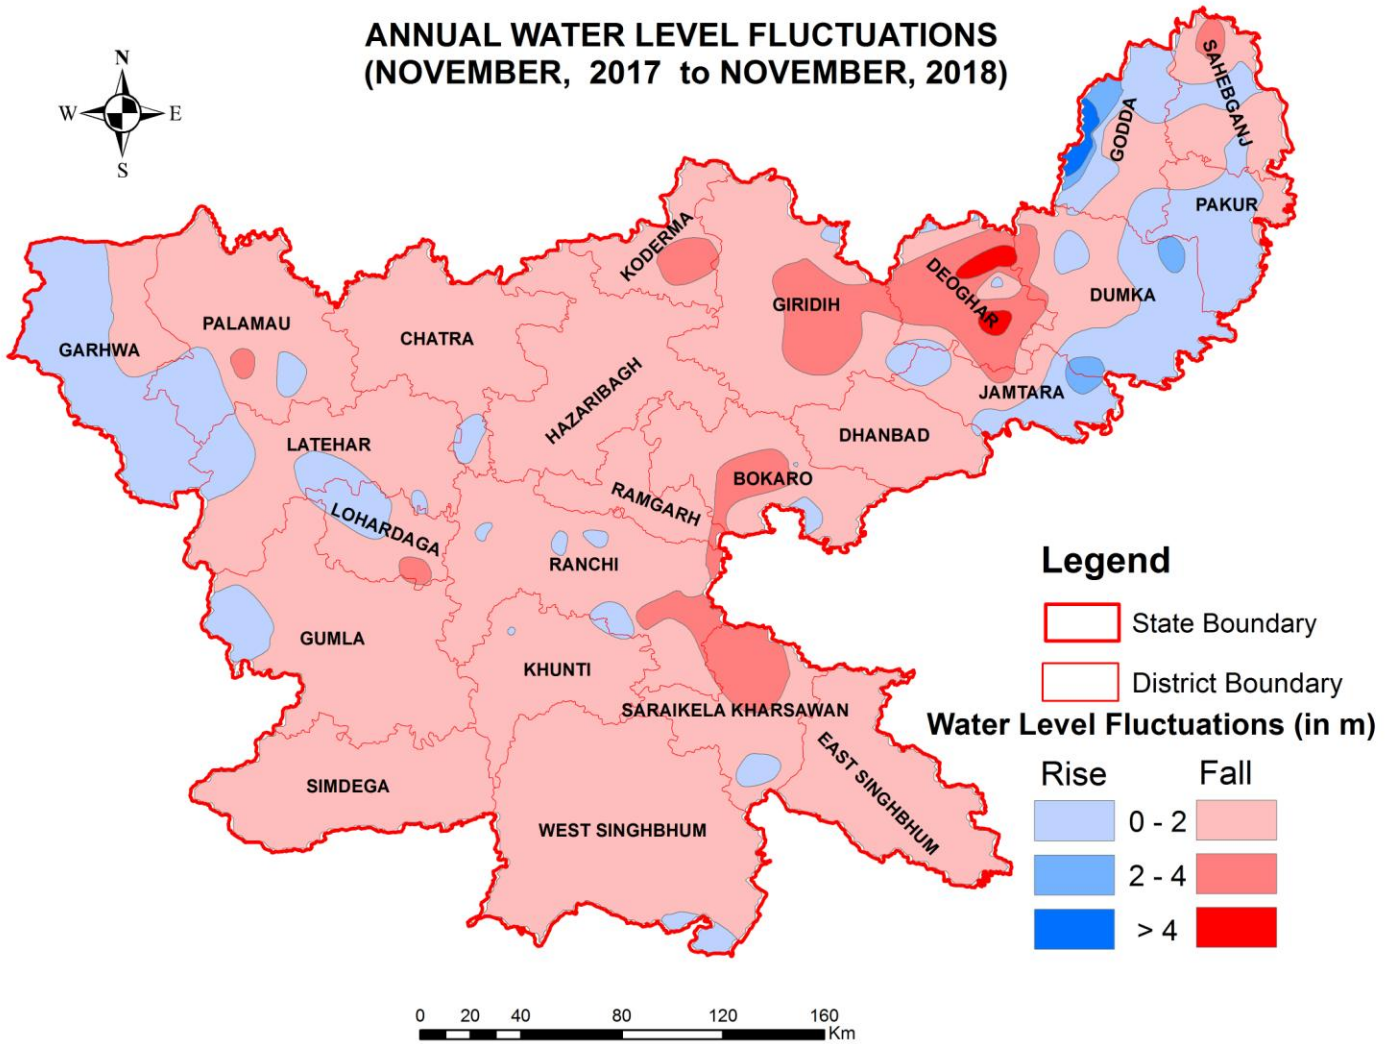 ANNUAL WATER LEVEL FLUCTUATIONS
(NOVEMBER, 2017 to NOVEMBER, 2018)
N
W E
S
SAHEBGANJ
GODDA
PAKUR
KODERMA
DEOGHAR
DUMKA
GIRIDIH
PALAMAU
CHATRA
GARHWA
HAZARIBAGH
JAMTARA
DHANBAD
LATEHAR
BOKARO
RAMGARH
LOHARDAGA
RANCHI
GUMLA
KHUNTI
SARAIKELA KHARSAWAN
EAST SINGHBHUM
SIMDEGA
WEST SINGHBHUM
Legend
State Boundary
District Boundary
Water Level Fluctuations (in m)
Rise Fall
0 - 2
2 - 4
> 4
0 20 40 80 120 160
Km